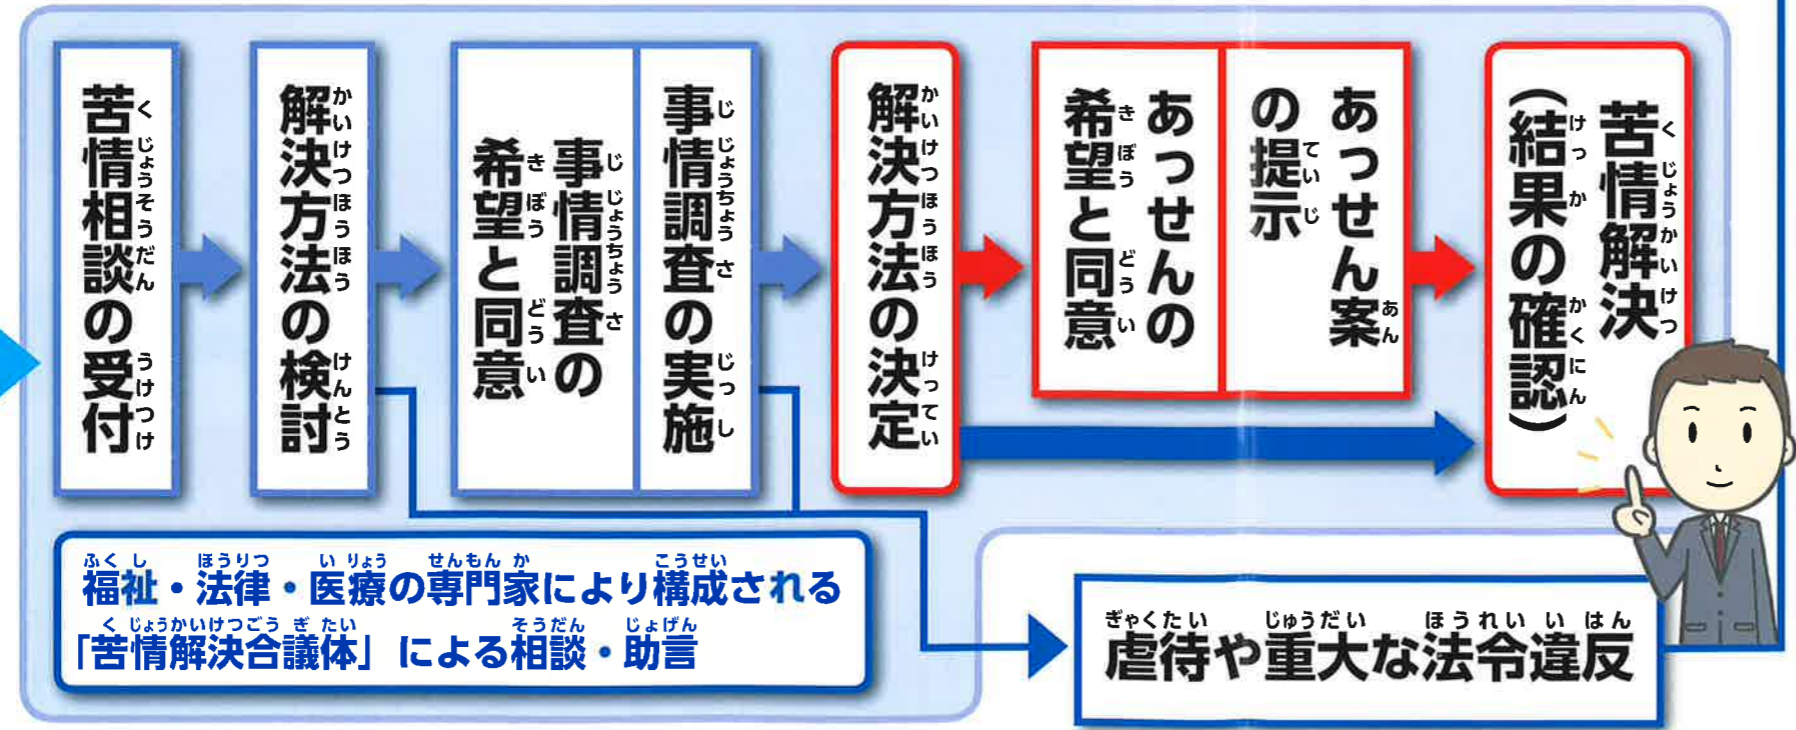 苦情相談の受付
解決方法の検討
事情調査の
希望と同意
事情調査の実施
解決方法の決定
あっせんの
希望と同意
あっせん案
の提示
苦情解決
(結果の確認)
福祉・法律・医療の専門家により構成される
「苦情解決合議体」による相談・助言
虐待や重大な法令違反